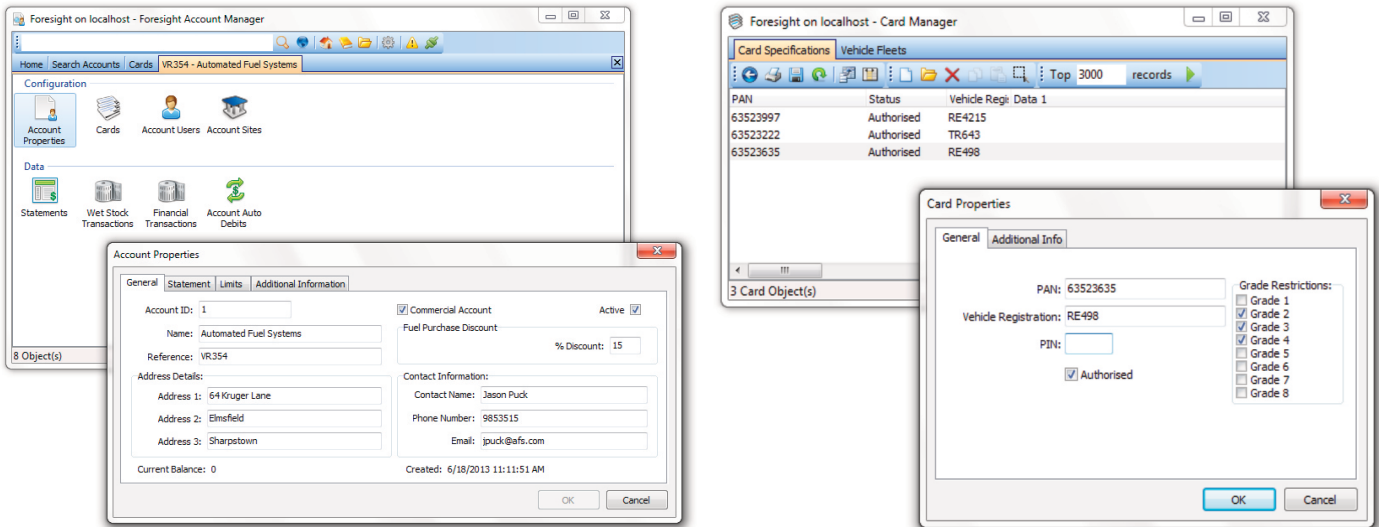 Foresight on localhost - Foresight Account Manager
Home Search Accounts Cards VR354 - Automated Fuel Systems
Configuration
Account Properties Cards Account Users Account Sites
Data
Statements Wet Stock Transactions Financial Transactions Account Auto Debits
8 Object(s)
Account Properties
General Statement Limits Additional Information
Account ID: 1 Commercial Account Active
Fuel Purchase Discount
Name: Automated Fuel Systems
% Discount: 15
Reference: VR354
Address Details: Contact Information:
Address 1: 64 Kruger Lane Contact Name: Jason Puck
Address 2: Elmsfield Phone Number: 9853515
Address 3: Sharpstown Email: jpuck@afs.com
Current Balance: 0 Created: 6/18/2013 11:11:51 AM
OK Cancel
Foresight on localhost - Card Manager
Card Specifications Vehicle Fleets
Top 3000 records
PAN Status Vehicle Regi: Data 1
63523997 Authorised RE4215
63523222 Authorised TR643
63523635 Authorised RE498
3 Card Object(s)
Card Properties
General Additional Info
PAN: 63523635
Vehicle Registration: RE498
PIN:
Authorised
Grade Restrictions:
Grade 1
Grade 2
Grade 3
Grade 4
Grade 5
Grade 6
Grade 7
Grade 8
OK Cancel